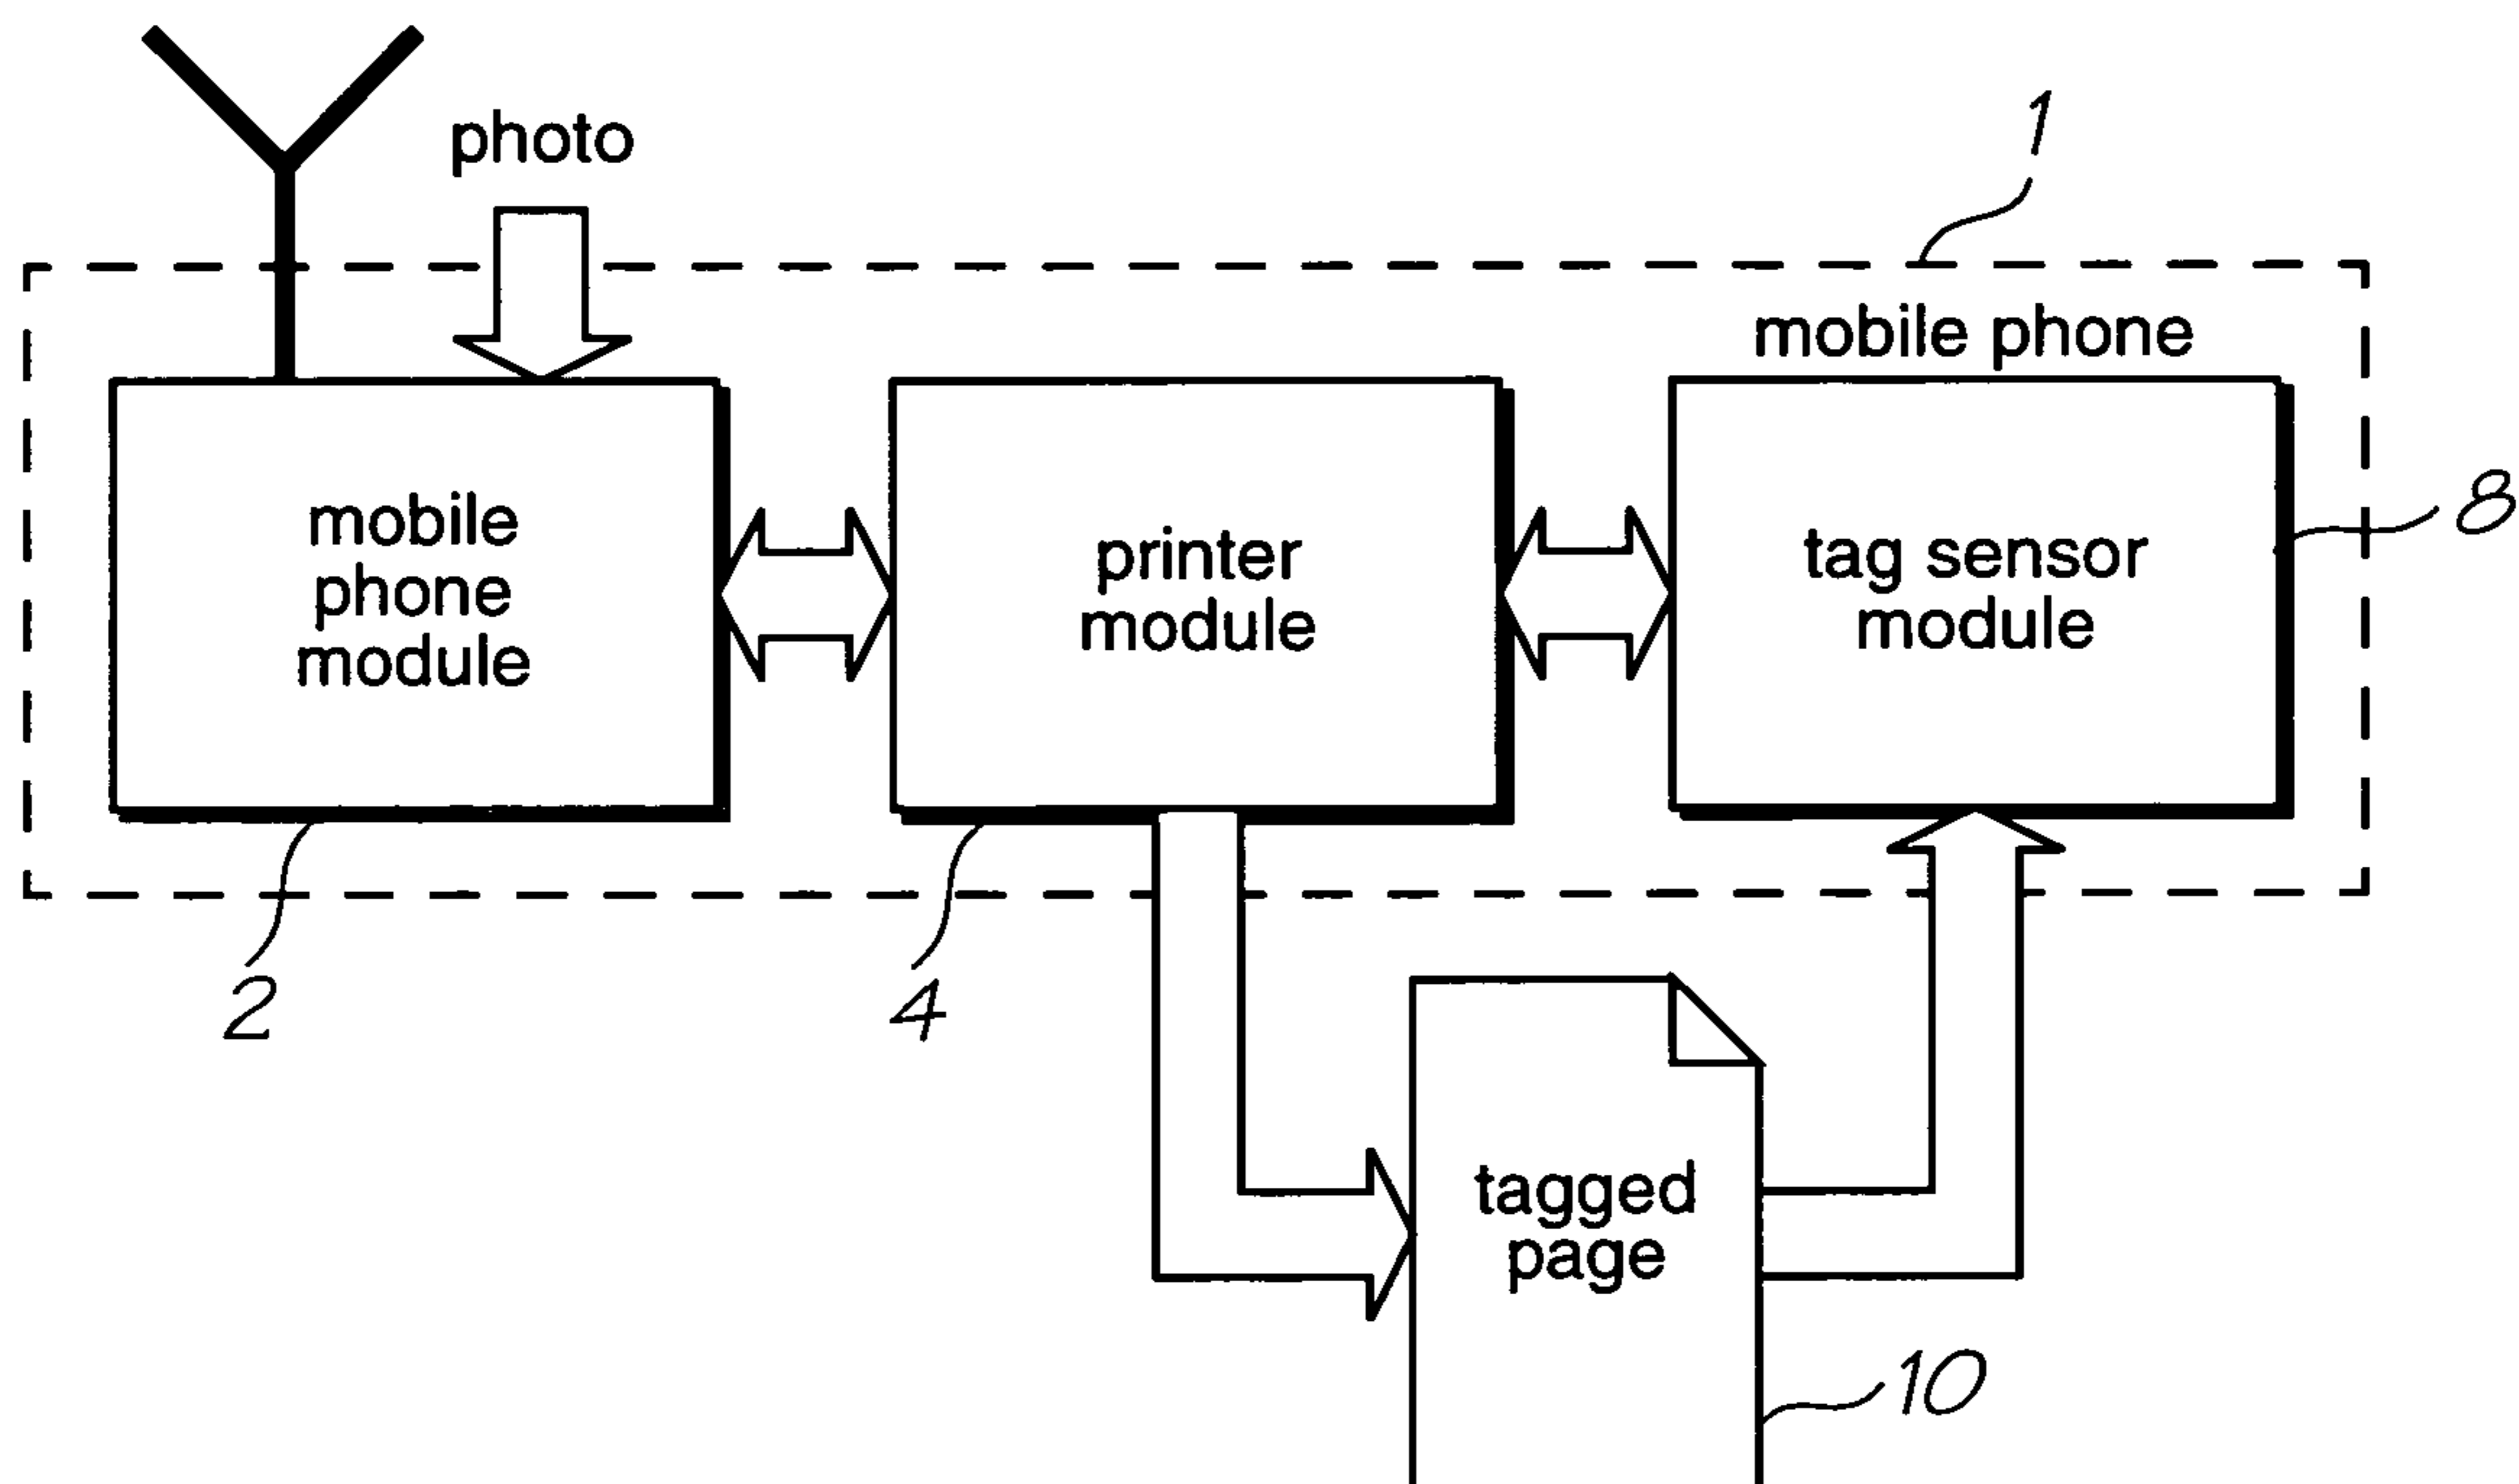 photo
1
mobile phone
mobile
phone
module
printer
module
tag sensor
module
8
2
4
tagged
page
10